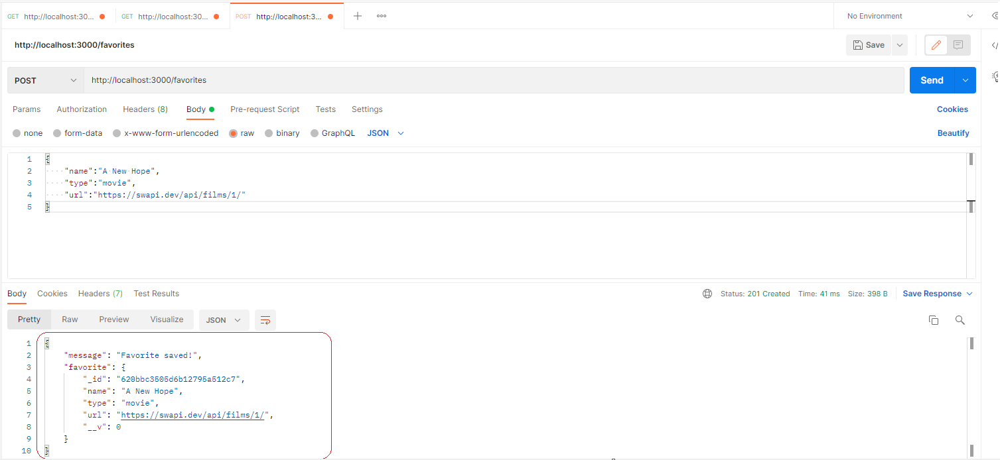 GET http://localhost:30... GET http://localhost:30... POST http://localhost:3... No Environment
http://localhost:3000/favorites Save
POST http://localhost:3000/favorites Send
Params Authorization Headers (8) Body Pre-request Script Tests Settings Cookies
none form-data x-www-form-urlencoded raw binary GraphQL JSON Beautify
1 {
2 "name":"A New Hope",
3 "type":"movie",
4 "url":"https://swapi.dev/api/films/1/"
5 }
Body Cookies Headers (7) Test Results Status: 201 Created Time: 41 ms Size: 398 B Save Response
Pretty Raw Preview Visualize JSON
1 {
2 "message": "Favorite saved!",
3 "favorite": {
4 "_id": "620bbc3505d6b12795a512c7",
5 "name": "A New Hope",
6 "type": "movie",
7 "url": "https://swapi.dev/api/films/1/",
8 "__v": 0
9 }
10 }